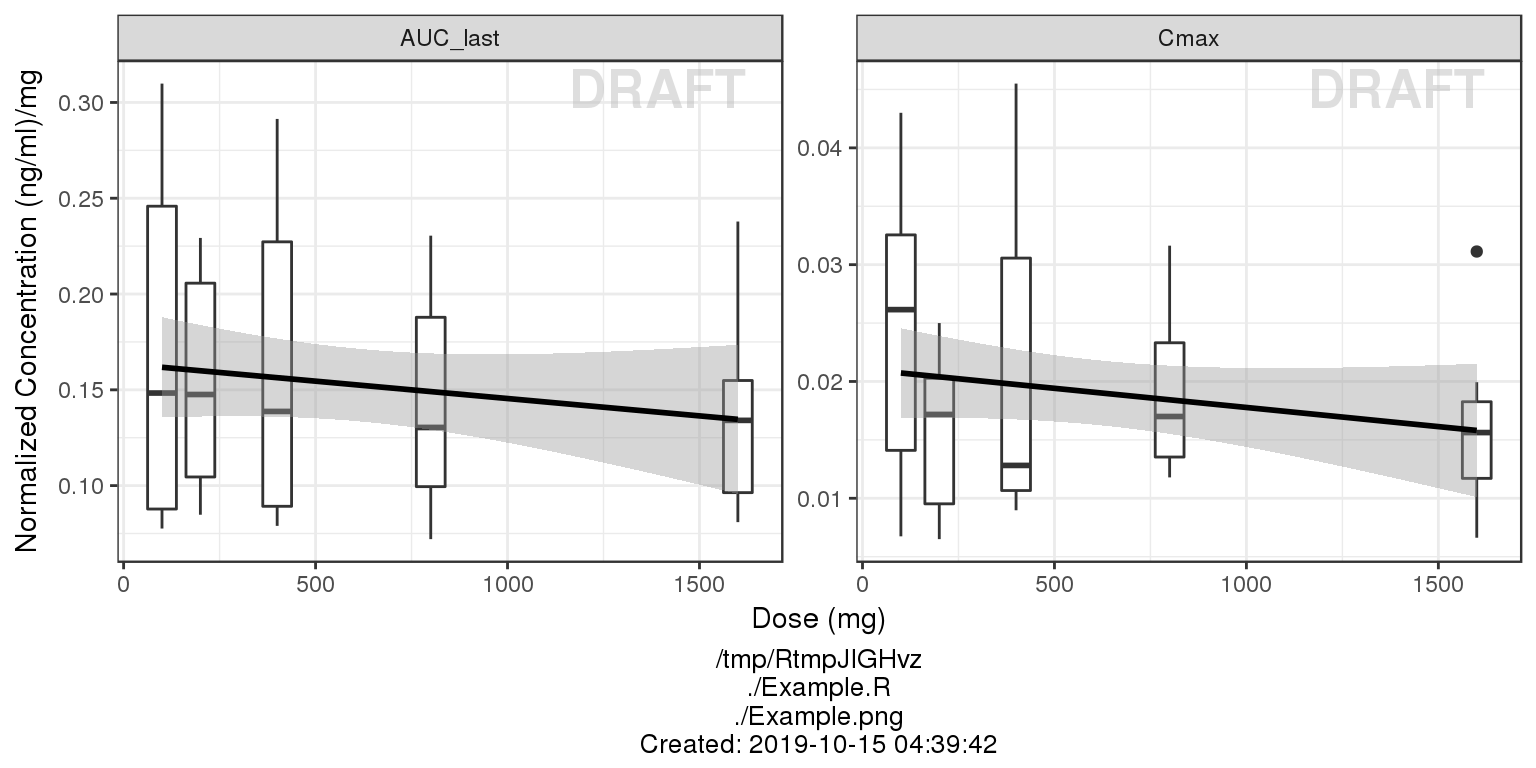 AUC_last
Cmax
DRAFT
DRAFT
Normalized Concentration (ng/ml)/mg
0.30
0.25
0.20
0.15
0.10
0.04
0.03
0.02
0.01
0 500 1000 1500
0 500 1000 1500
Dose (mg)
/tmp/RtmpJIGHvz
./Example.R
./Example.png
Created: 2019-10-15 04:39:42